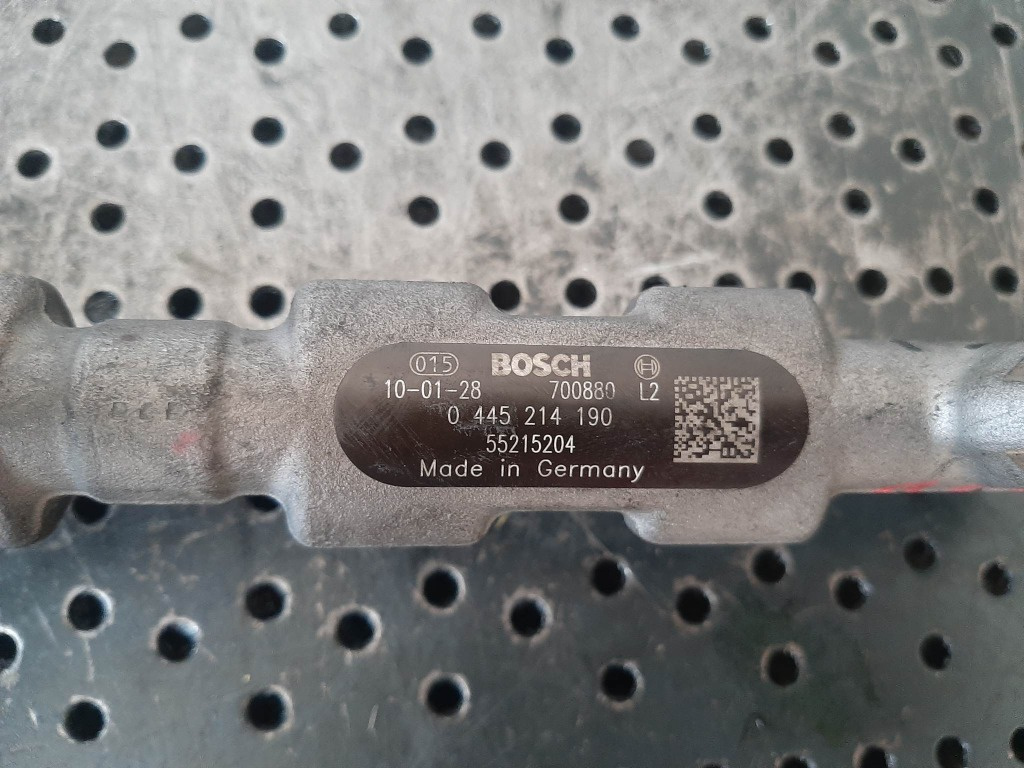 015 BOSCH
10-01-28 700880 L2
0 445 214 190
55215204
Made in Germany